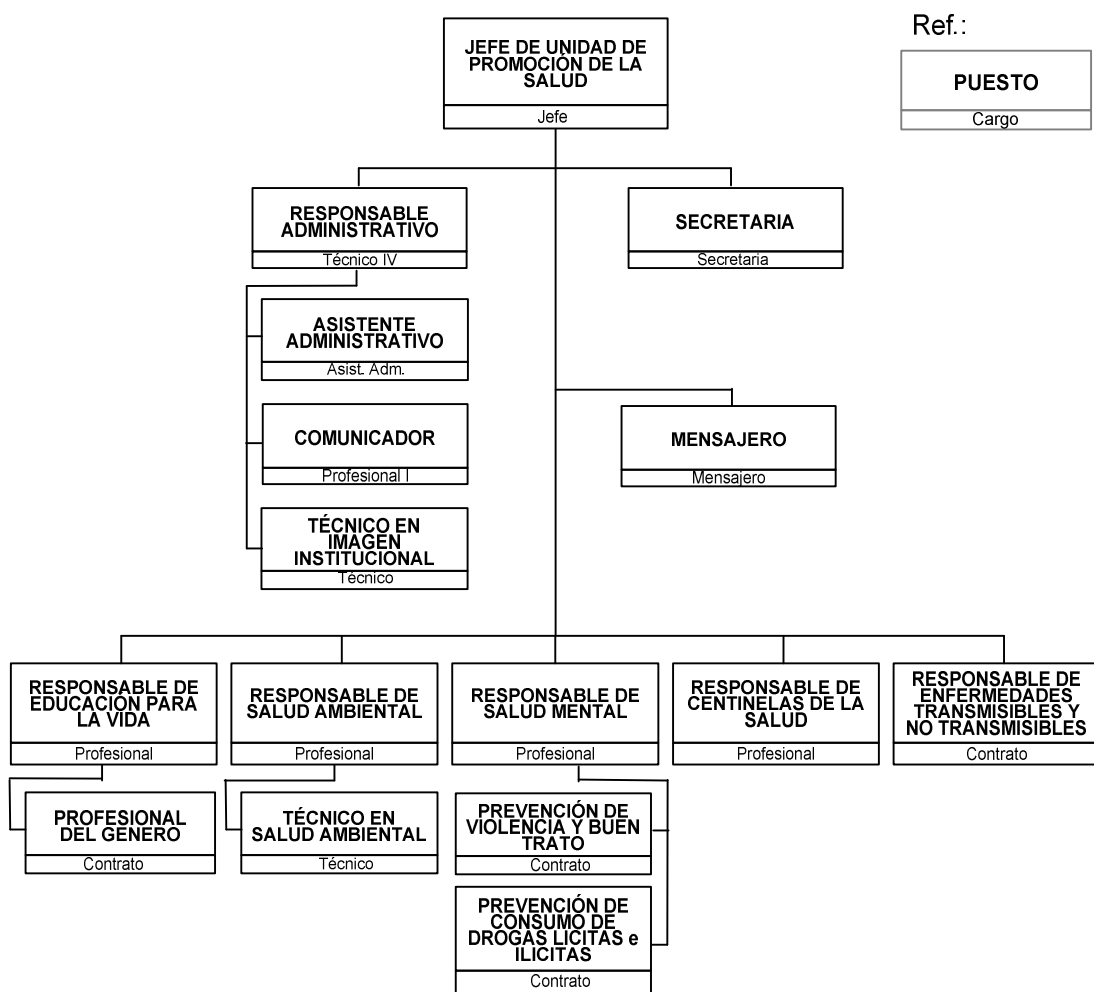 Ref.:
PUESTO
Cargo
JEFE DE UNIDAD DE
PROMOCIÓN DE LA
SALUD
Jefe
RESPONSABLE
ADMINISTRATIVO
Técnico IV
SECRETARIA
Secretaria
ASISTENTE
ADMINISTRATIVO
Asist. Adm.
COMUNICADOR
Profesional I
MENSAJERO
Mensajero
TÉCNICO EN
IMAGEN
INSTITUCIONAL
Técnico
RESPONSABLE DE
EDUCACION PARA
LA VIDA
Profesional
RESPONSABLE DE
SALUD AMBIENTAL
Profesional
RESPONSABLE DE
SALUD MENTAL
Profesional
RESPONSABLE DE
CENTINELAS DE LA
SALUD
Profesional
RESPONSABLE DE
ENFERMEDADES
TRANSMISIBLES Y
NO TRANSMISIBLES
Contrato
PROFESIONAL
DEL GENERO
Contrato
TÉCNICO EN
SALUD AMBIENTAL
Técnico
PREVENCIÓN DE
VIOLENCIA Y BUEN
TRATO
Contrato
PREVENCIÓN DE
CONSUMO DE
DROGAS LICITAS e
ILICITAS
Contrato